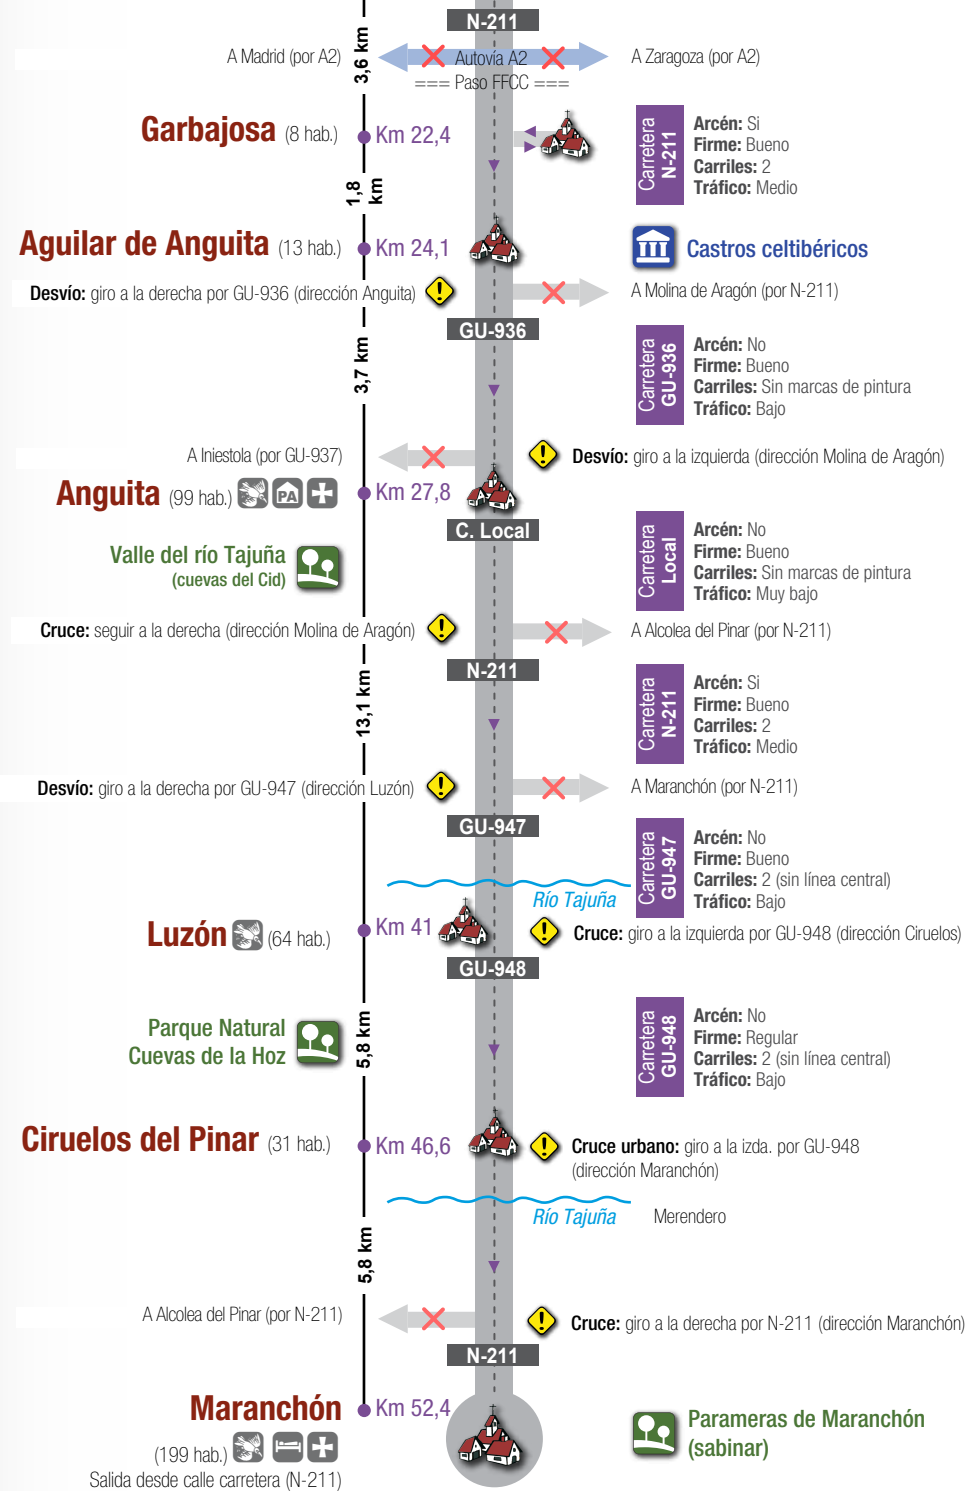 N-211
A Madrid (por A2)
3,6 km
Autovía A2
A Zaragoza (por A2)
=== Paso FFCC ===
Garbajosa (8 hab.)
Km 22,4
Carretera
N-211
Arcén: Si
Firme: Bueno
Carriles: 2
Tráfico: Medio
1,8
km
Aguilar de Anguita (13 hab.)
Km 24,1
Castros celtibéricos
Desvío: giro a la derecha por GU-936 (dirección Anguita)
A Molina de Aragón (por N-211)
GU-936
3,7 km
Carretera
GU-936
Arcén: No
Firme: Bueno
Carriles: Sin marcas de pintura
Tráfico: Bajo
A Iniestola (por GU-937)
Desvío: giro a la izquierda (dirección Molina de Aragón)
Anguita (99 hab.)
PA
Km 27,8
C. Local
Valle del río Tajuña
(cuevas del Cid)
Carretera
Local
Arcén: No
Firme: Bueno
Carriles: Sin marcas de pintura
Tráfico: Muy bajo
Cruce: seguir a la derecha (dirección Molina de Aragón)
A Alcolea del Pinar (por N-211)
N-211
13,1 km
Carretera
N-211
Arcén: Si
Firme: Bueno
Carriles: 2
Tráfico: Medio
Desvío: giro a la derecha por GU-947 (dirección Luzón)
A Maranchón (por N-211)
GU-947
Carretera
GU-947
Arcén: No
Firme: Bueno
Carriles: 2 (sin línea central)
Tráfico: Bajo
Río Tajuña
Luzón (64 hab.)
Km 41
Cruce: giro a la izquierda por GU-948 (dirección Ciruelos)
GU-948
Parque Natural
Cuevas de la Hoz
5,8 km
Carretera
GU-948
Arcén: No
Firme: Regular
Carriles: 2 (sin línea central)
Tráfico: Bajo
Ciruelos del Pinar (31 hab.)
Km 46,6
Cruce urbano: giro a la izda. por GU-948
(dirección Maranchón)
Río Tajuña
Merendero
5,8 km
A Alcolea del Pinar (por N-211)
Cruce: giro a la derecha por N-211 (dirección Maranchón)
N-211
Maranchón
Km 52,4
(199 hab.)
Salida desde calle carretera (N-211)
Parameras de Maranchón
(sabinar)